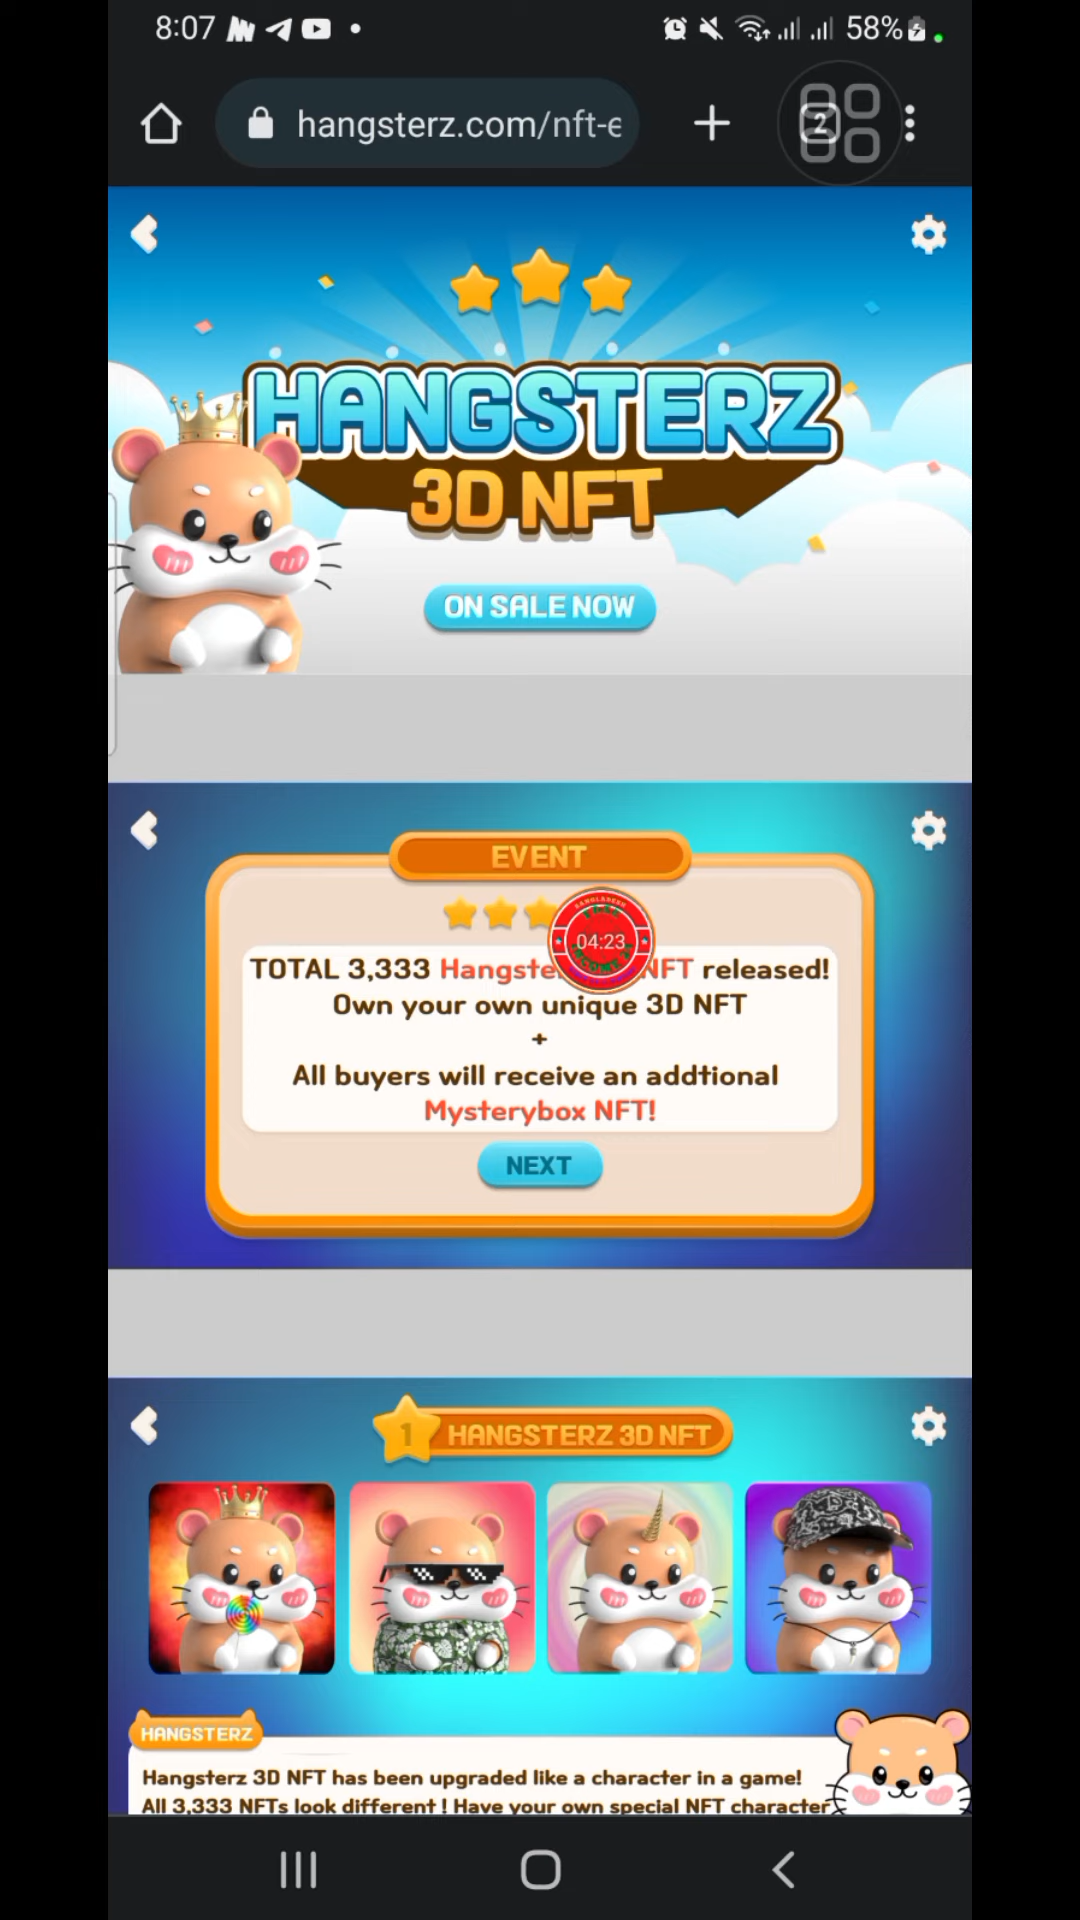 8:07
58%
hangsterz.com/nft-e
2
HANGSTERZ
3D NFT
ON SALE NOW
EVENT
BANGLADESH
04:23
TOTAL 3,333 Hangste NFT released!
Own your own unique 3D NFT
+
All buyers will receive an addtional
Mysterybox NFT!
NEXT
1 HANGSTERZ 3D NFT
HANGSTERZ
Hangsterz 3D NFT has been upgraded like a character in a game!
All 3,333 NFTs look different ! Have your own special NFT character